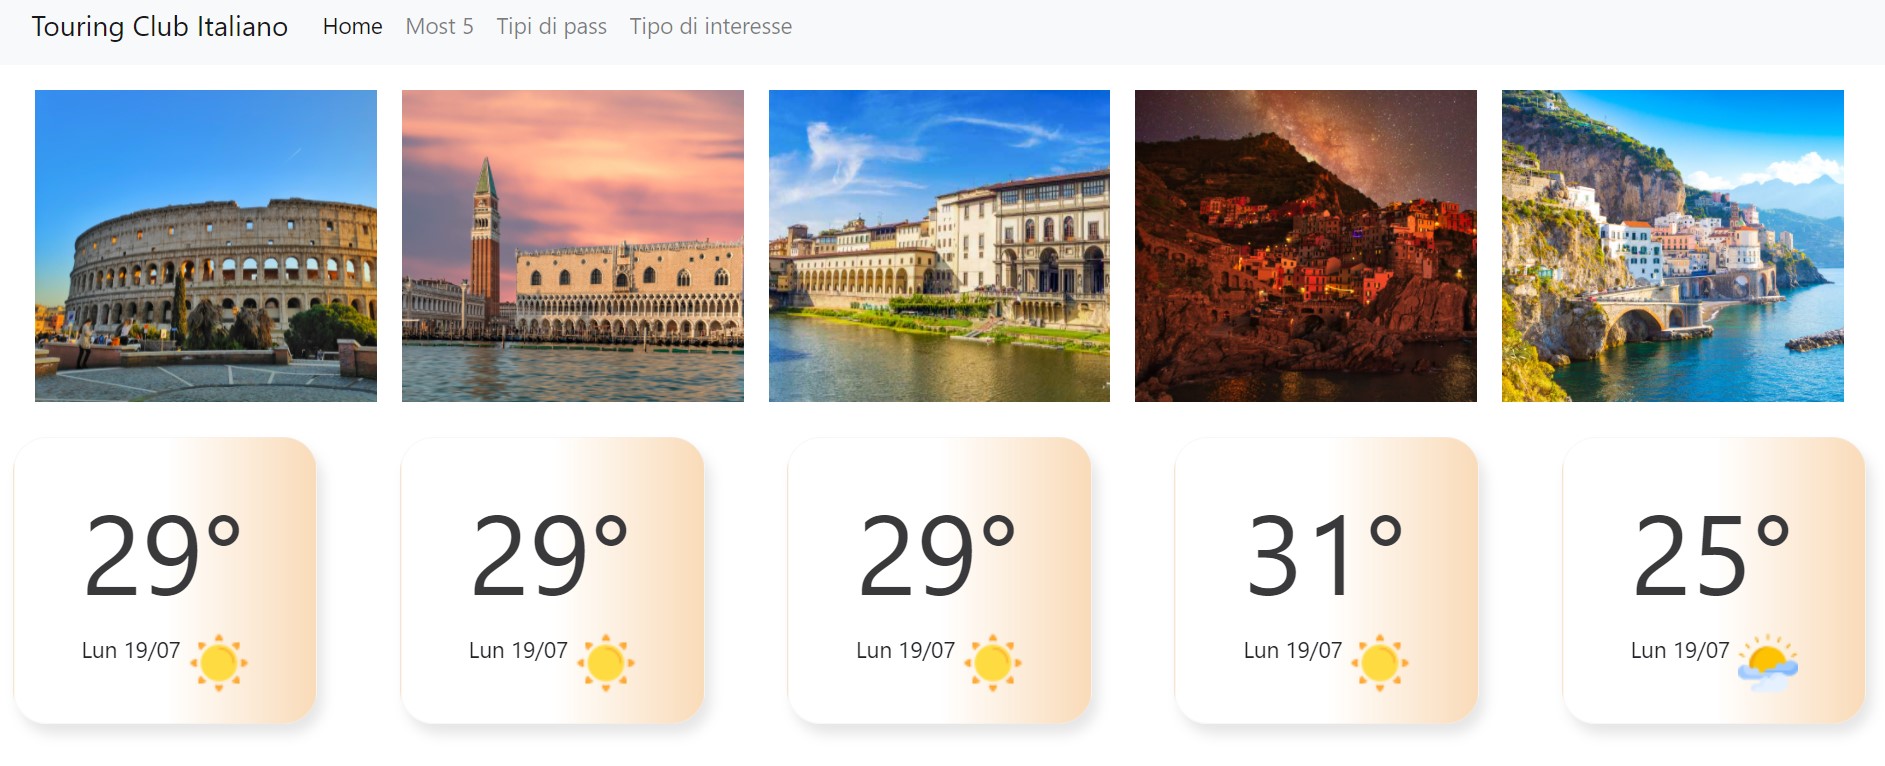 Touring Club Italiano Home Most 5 Tipi di pass Tipo di interesse
29° 29° 29° 31° 25°
Lun 19/07 Lun 19/07 Lun 19/07 Lun 19/07 Lun 19/07